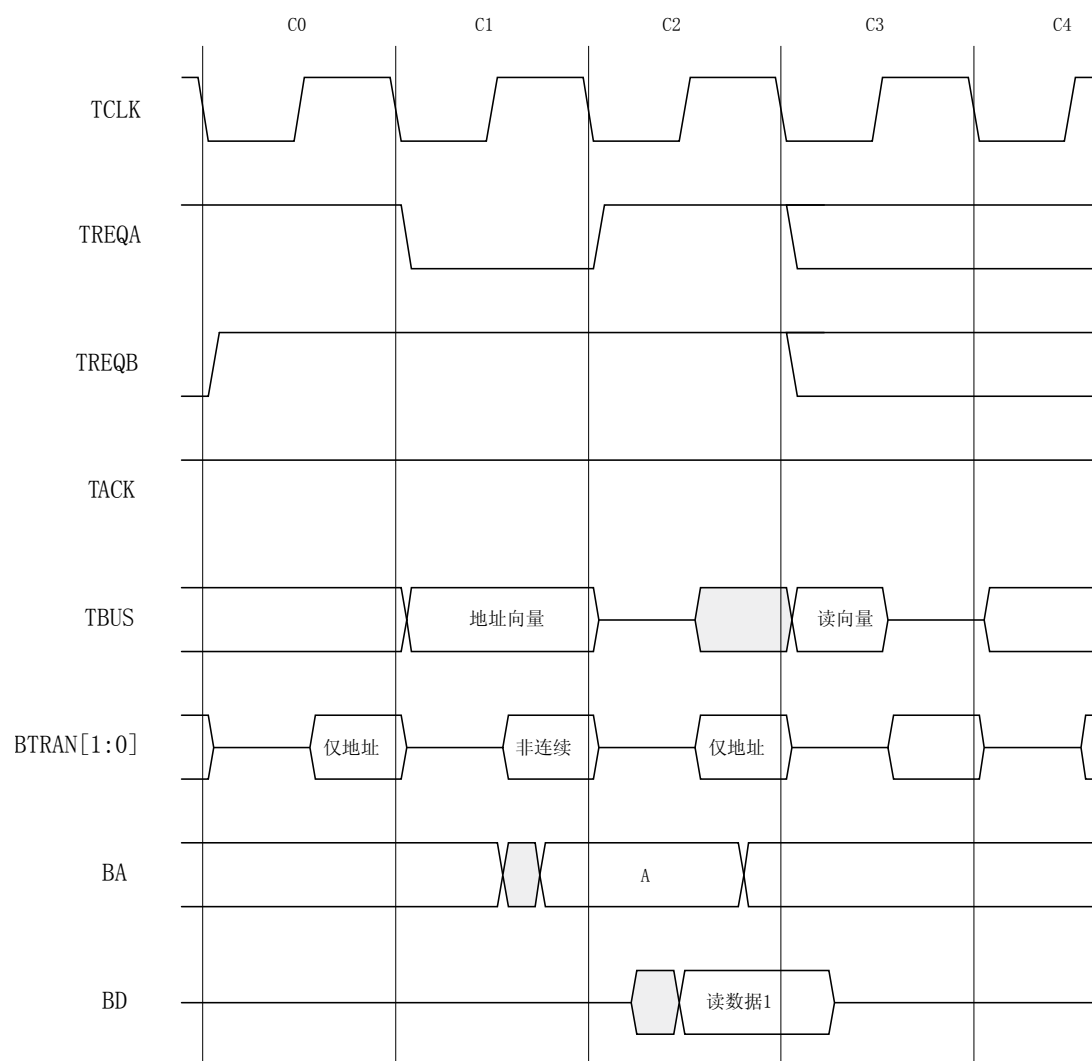 C0 C1 C2 C3 C4
TCLK
TREQA
TREQB
TACK
TBUS 地址向量 读向量
BTRAN[1:0] 仅地址 非连续 仅地址
BA A
BD 读数据1